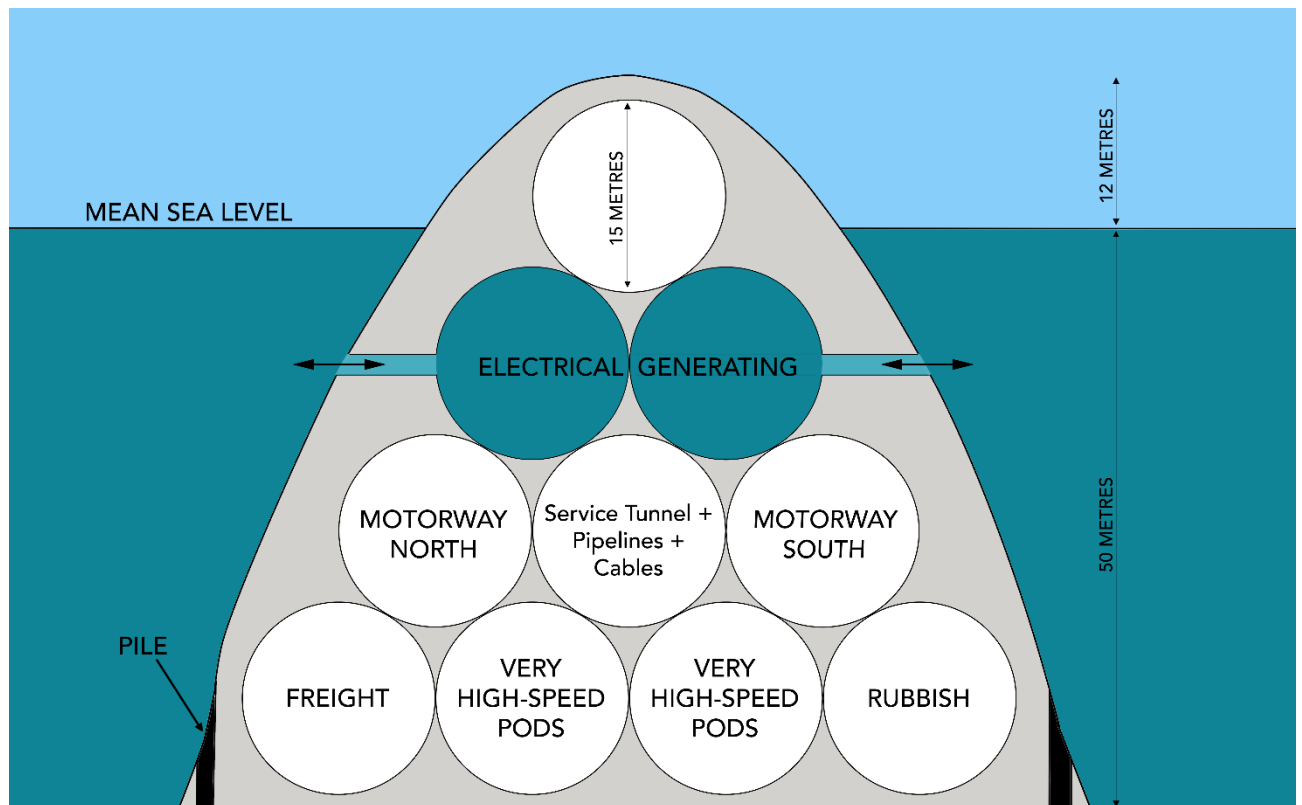 12 METRES
15 METRES
MEAN SEA LEVEL
ELECTRICAL GENERATING
MOTORWAY
NORTH
Service Tunnel +
Pipelines +
Cables
MOTORWAY
SOUTH
50 METRES
PILE
FREIGHT
VERY
HIGH-SPEED
PODS
VERY
HIGH-SPEED
PODS
RUBBISH